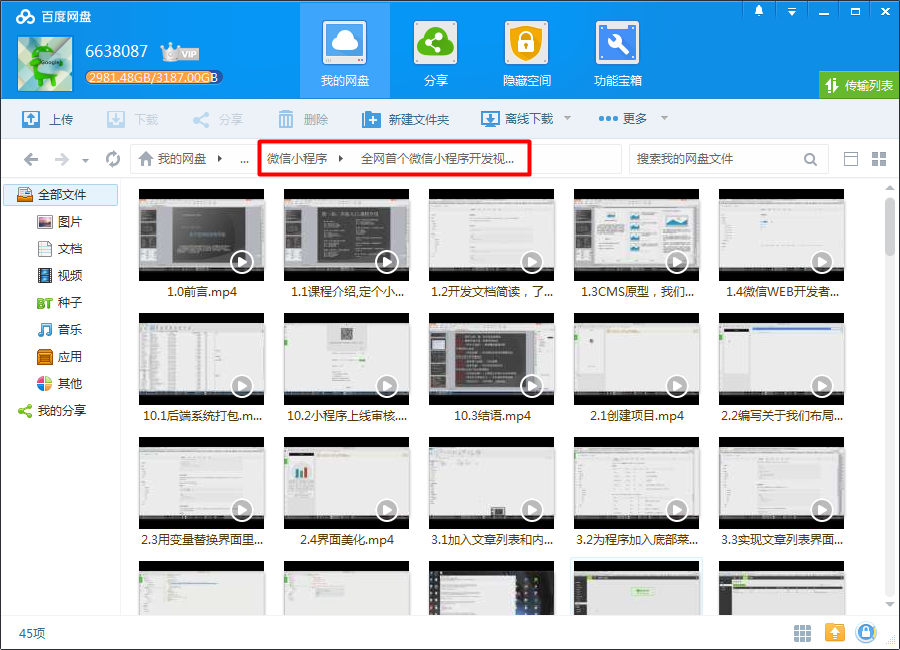 百度网盘
6638087
VIP
2981.48GB/3187.00GB
我的网盘
分享
隐藏空间
功能宝箱
传输列表
上传
下载
分享
删除
新建文件夹
离线下载
更多
我的网盘
...
微信小程序
全网首个微信小程序开发视...
搜索我的网盘文件
全部文件
图片
文档
视频
BT 种子
音乐
应用
其他
我的分享
1.0前言.mp4
1.1课程介绍,定个小...
1.2开发文档简读，了...
1.3CMS原型，我们...
1.4微信WEB开发者...
10.1后端系统打包.m...
10.2小程序上线审核....
10.3结语.mp4
2.1创建项目.mp4
2.2编写关于我们布局...
2.3用变量替换界面里...
2.4界面美化.mp4
3.1加入文章列表和内...
3.2为程序加入底部菜...
3.3实现文章列表界面...
45项